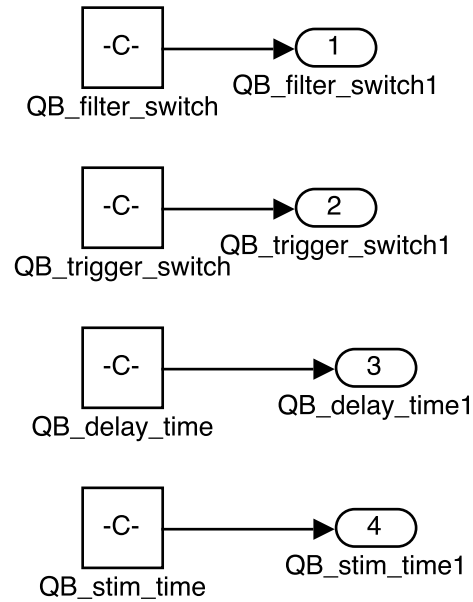 -C-
1
QB_filter_switch
QB_filter_switch1
-C-
2
QB_trigger_switch
QB_trigger_switch1
-C-
3
QB_delay_time
QB_delay_time1
-C-
4
QB_stim_time
QB_stim_time1